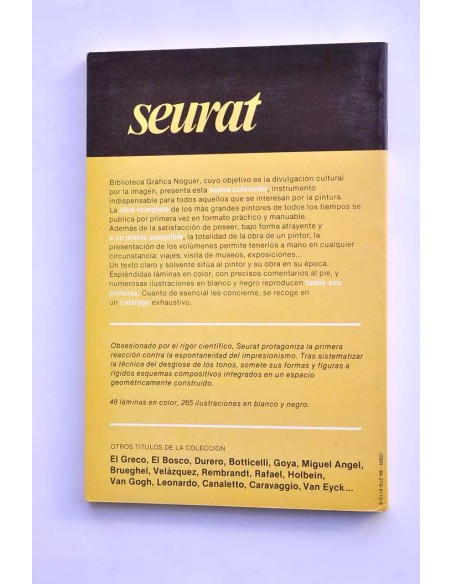 seurat
Biblioteca Gráfica Noguer, cuyo objetivo es la divulgación cultural
por la imagen, presenta esta nueva colección, instrumento
indispensable para todos aquellos que se interesan por la pintura.
La obra completa de los más grandes pintores de todos los tiempos se
publica por primera vez en formato práctico y manuable.
Además de la satisfacción de poseer, bajo forma atrayente y
a un precio asequible, la totalidad de la obra de un pintor, la
presentación de los volúmenes permite tenerlos a mano en cualquier
circunstancia: viajes, visita de museos, exposiciones...
Un texto claro y solvente sitúa al pintor y su obra en su época.
Espléndidas láminas en color, con precisos comentarios al pie, y
numerosas ilustraciones en blanco y negro reproducen todas sus
pinturas. Cuanto de esencial les concierne, se recoge en
un catálogo exhaustivo.
Obsesionado por el rigor científico, Seurat protagoniza la primera
reacción contra la espontaneidad del impresionismo. Tras sistematizar
la técnica del desglose de los tonos, somete sus formas y figuras a
rígidos esquemas compositivos integrados en un espacio
geométricamente construido.
48 láminas en color, 265 ilustraciones en blanco y negro.
OTROS TITULOS DE LA COLECCION
El Greco, El Bosco, Durero, Botticelli, Goya, Miguel Angel,
Brueghel, Velázquez, Rembrandt, Rafael, Holbein,
Van Gogh, Leonardo, Canaletto, Caravaggio, Van Eyck...